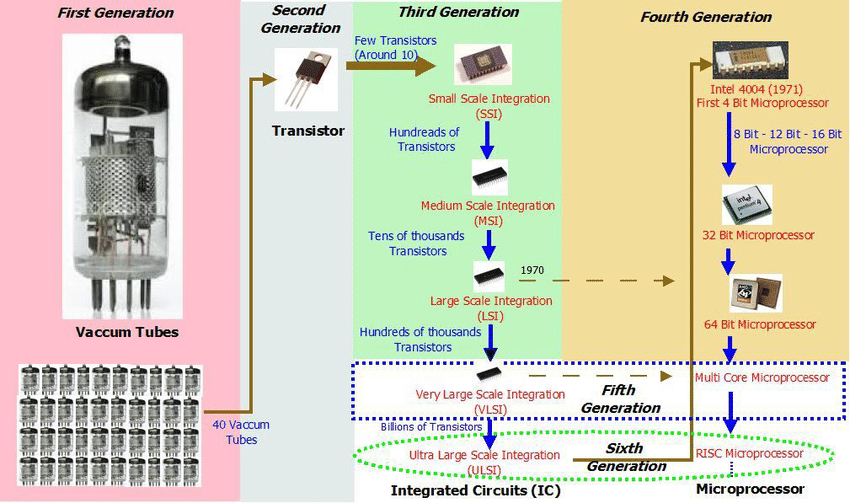 First Generation
Vaccum Tubes
40 Vaccum
Tubes
Second
Generation
Transistor
Third Generation
Few Transistors
(Around 10)
Small Scale Integration
(SSI)
Hundreads of
Transistors
Medium Scale Integration
(MSI)
Tens of thousands
Transistors
1970
Large Scale Integration
(LSI)
Hundreds of thousands
Transistors
Very Large Scale Integration
(VLSI)
Billions of Transistors
Ultra Large Scale Integration
(ULSI)
Integrated Circuits (IC)
Fourth Generation
Intel 4004 (1971)
First 4 Bit Microprocessor
8 Bit - 12 Bit - 16 Bit
Microprocessor
intel
pentium 4
32 Bit Microprocessor
64 Bit Microprocessor
Fifth
Generation
Multi Core Microprocessor
Sixth
Generation
RISC Microprocessor
Microprocessor